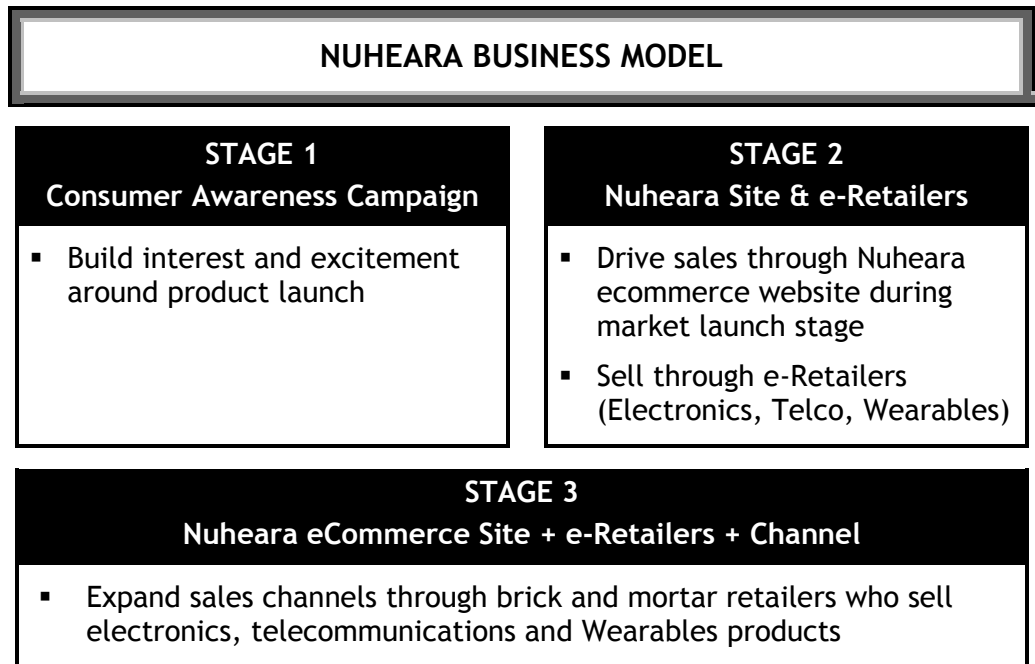 NUHEARA BUSINESS MODEL
STAGE 1
Consumer Awareness Campaign
▪ Build interest and excitement
around product launch
STAGE 2
Nuheara Site & e-Retailers
▪ Drive sales through Nuheara
ecommerce website during
market launch stage
▪ Sell through e-Retailers
(Electronics, Telco, Wearables)
STAGE 3
Nuheara eCommerce Site + e-Retailers + Channel
▪ Expand sales channels through brick and mortar retailers who sell
electronics, telecommunications and Wearables products